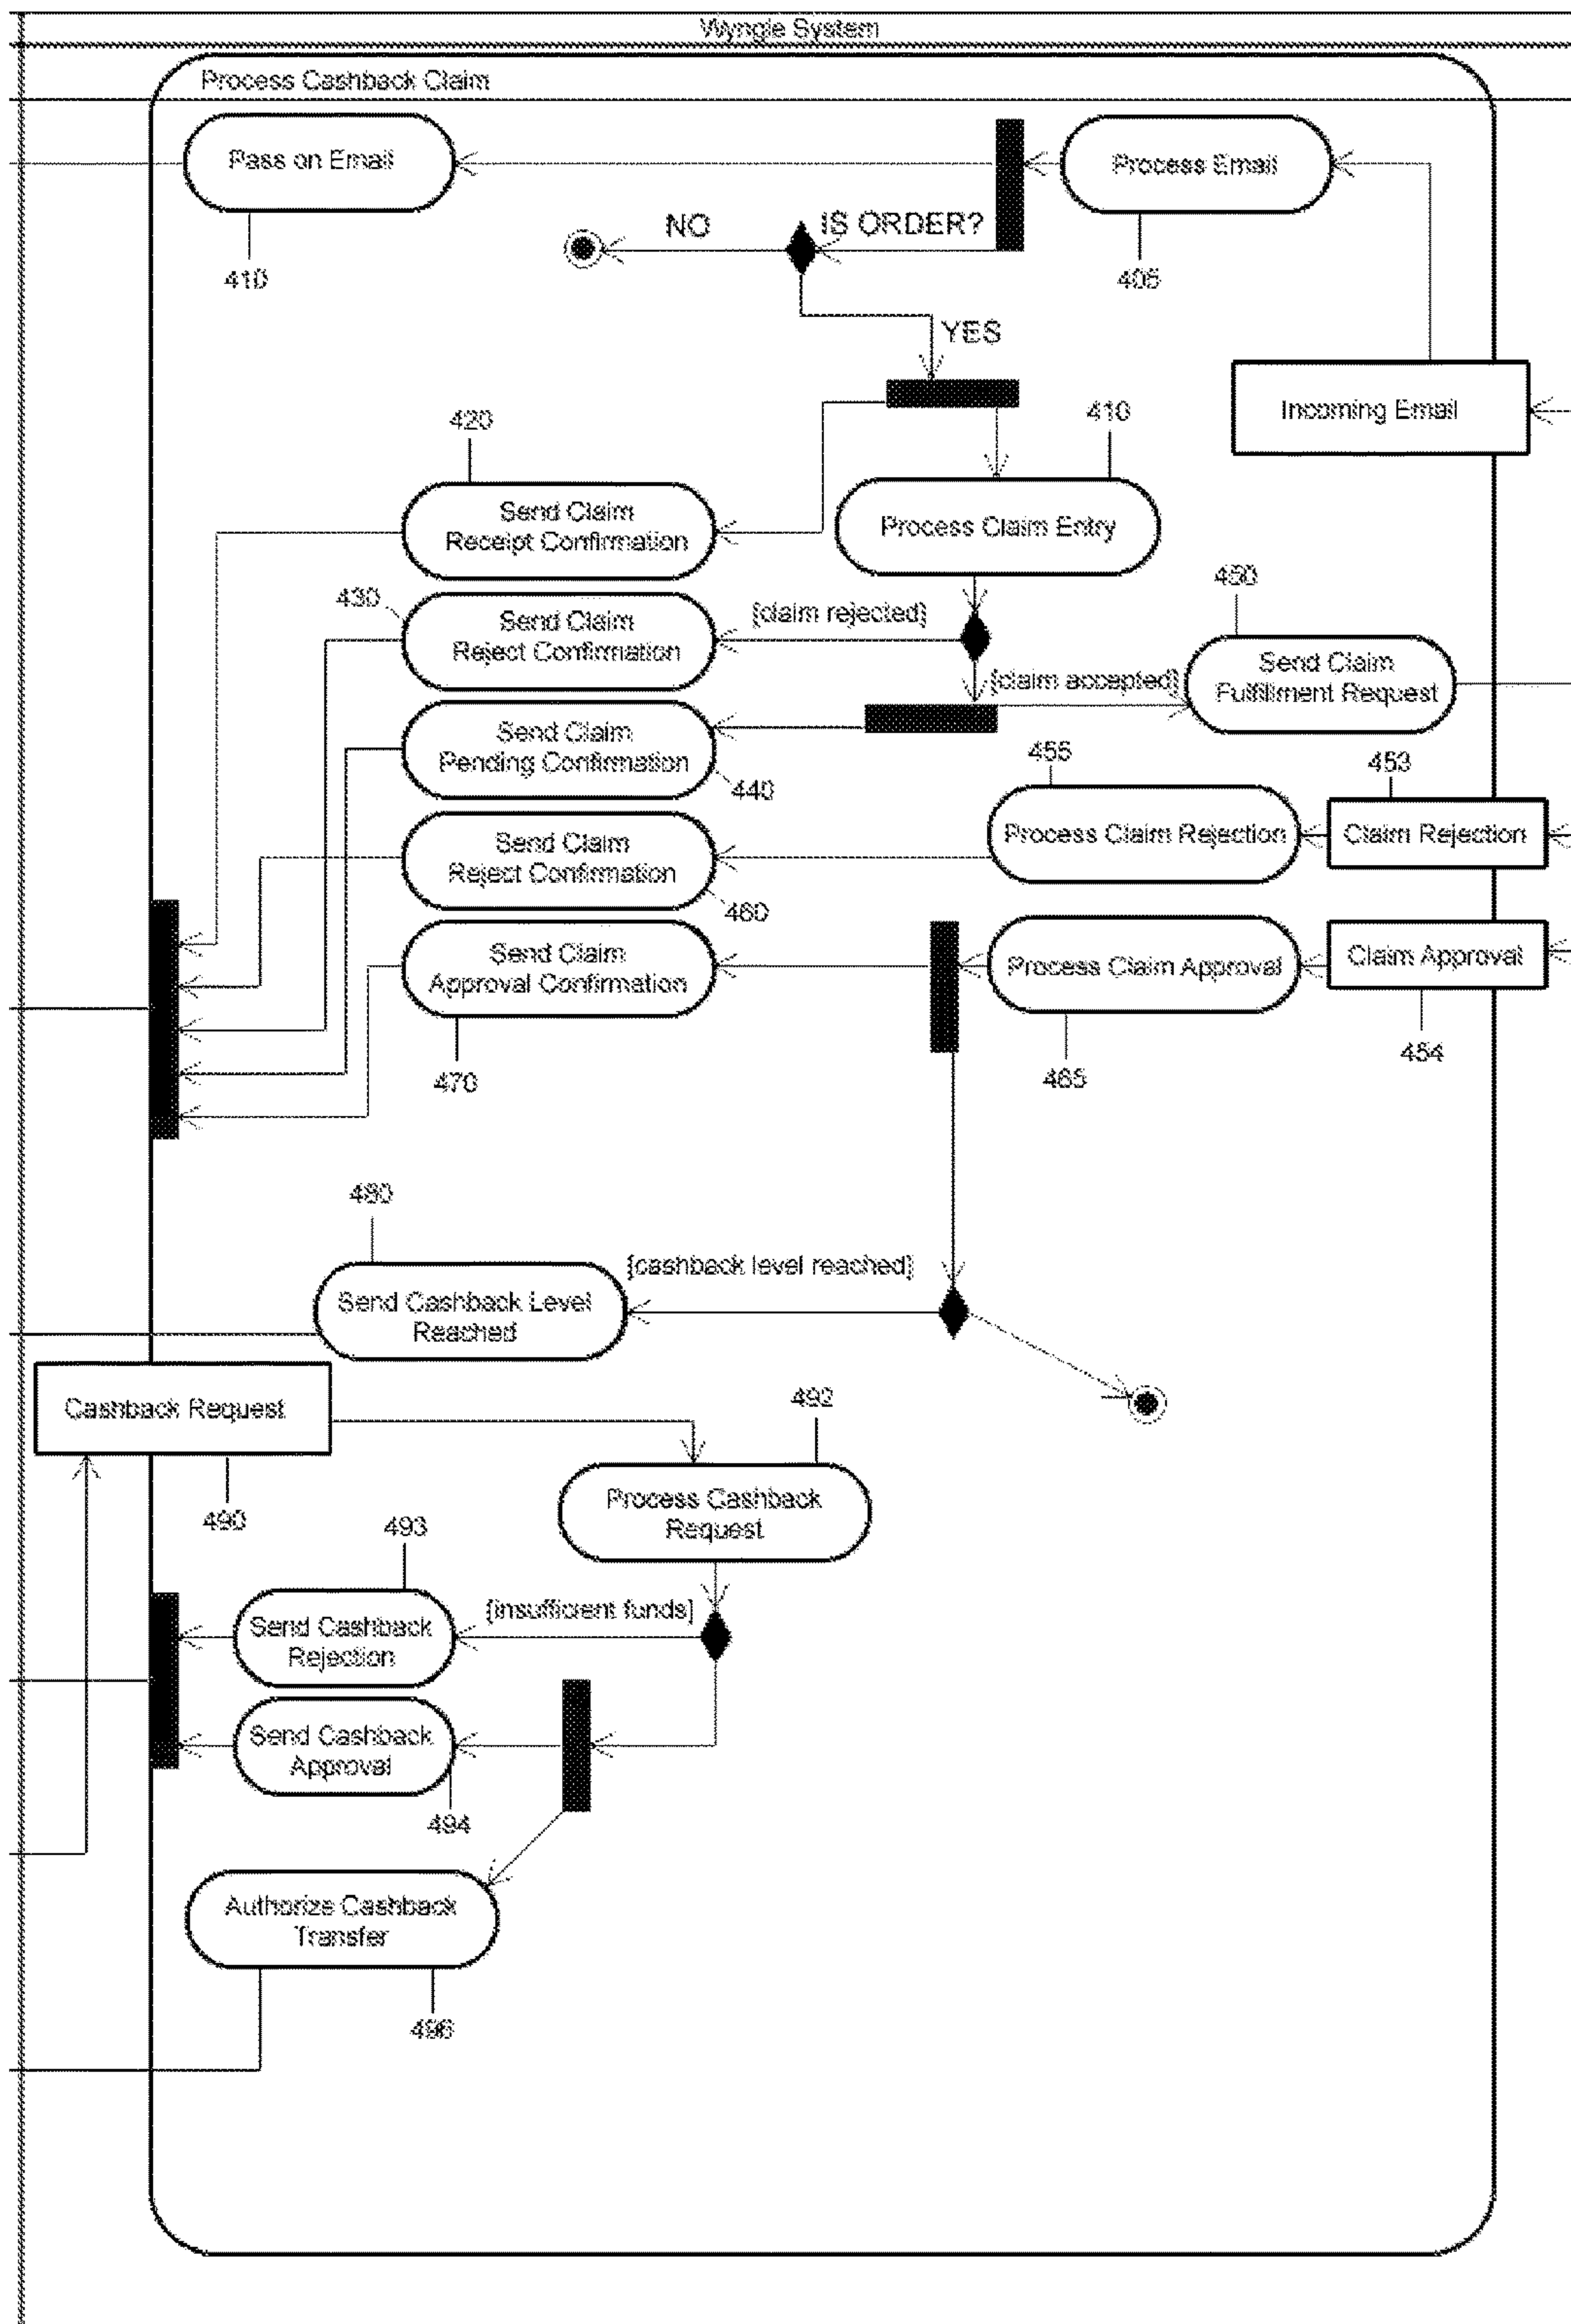 Wyngle System
Process Cashback Claim
Pass on Email
Process Email
NO
IS ORDER?
410
405
YES
Incoming Email
420
410
Send Claim
Receipt Confirmation
Process Claim Entry
450
430
Send Claim
Reject Confirmation
[claim rejected]
Send Claim
Fulfillment Request
[claim accepted]
Send Claim
Pending Confirmation
440
455
453
Process Claim Rejection
Claim Rejection
Send Claim
Reject Confirmation
460
Send Claim
Approval Confirmation
Process Claim Approval
Claim Approval
454
470
465
480
[cashback level reached]
Send Cashback Level
Reached
Cashback Request
492
490
Process Cashback
Request
493
[insufficient funds]
Send Cashback
Rejection
Send Cashback
Approval
494
Authorize Cashback
Transfer
496